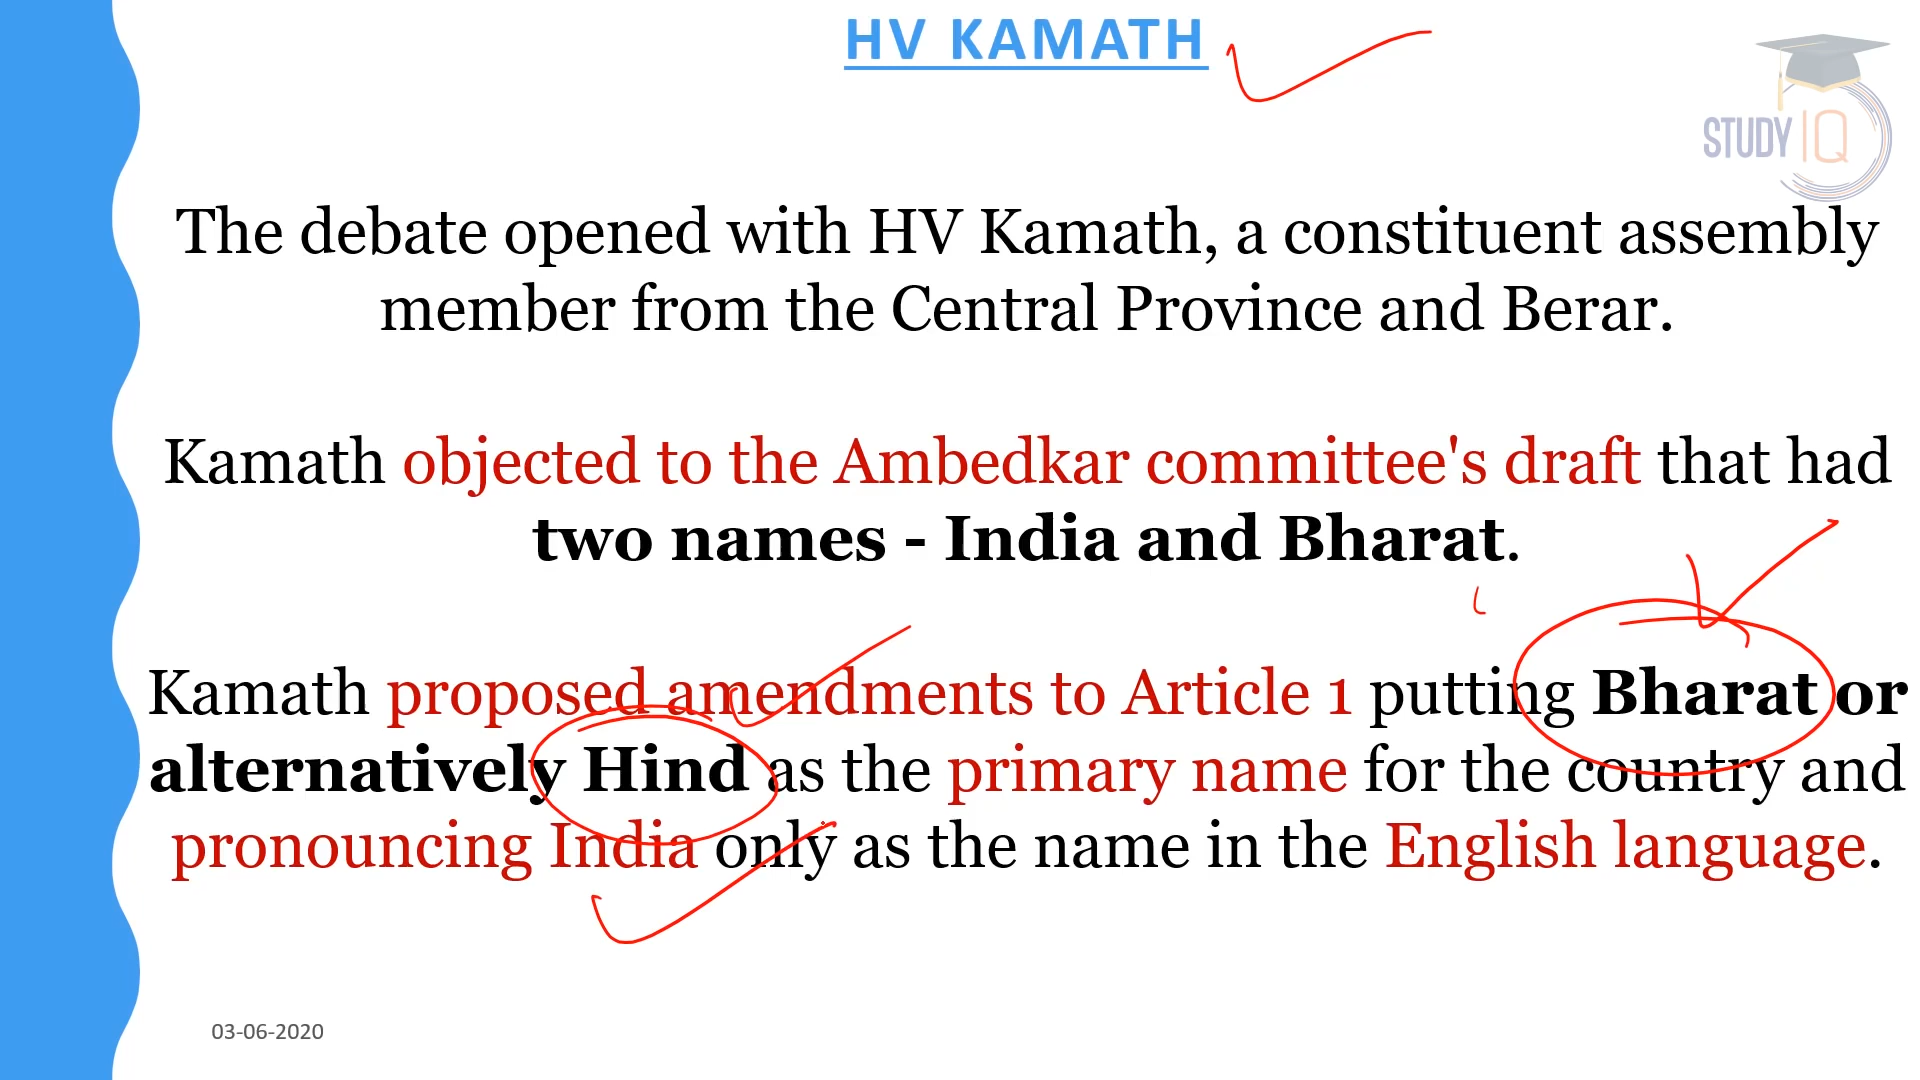 HV KAMATH
STUDY IQ
The debate opened with HV Kamath, a constituent assembly
member from the Central Province and Berar.
Kamath objected to the Ambedkar committee's draft that had
two names - India and Bharat.
Kamath proposed amendments to Article 1 putting Bharat or
alternatively Hind as the primary name for the country and
pronouncing India only as the name in the English language.
03-06-2020